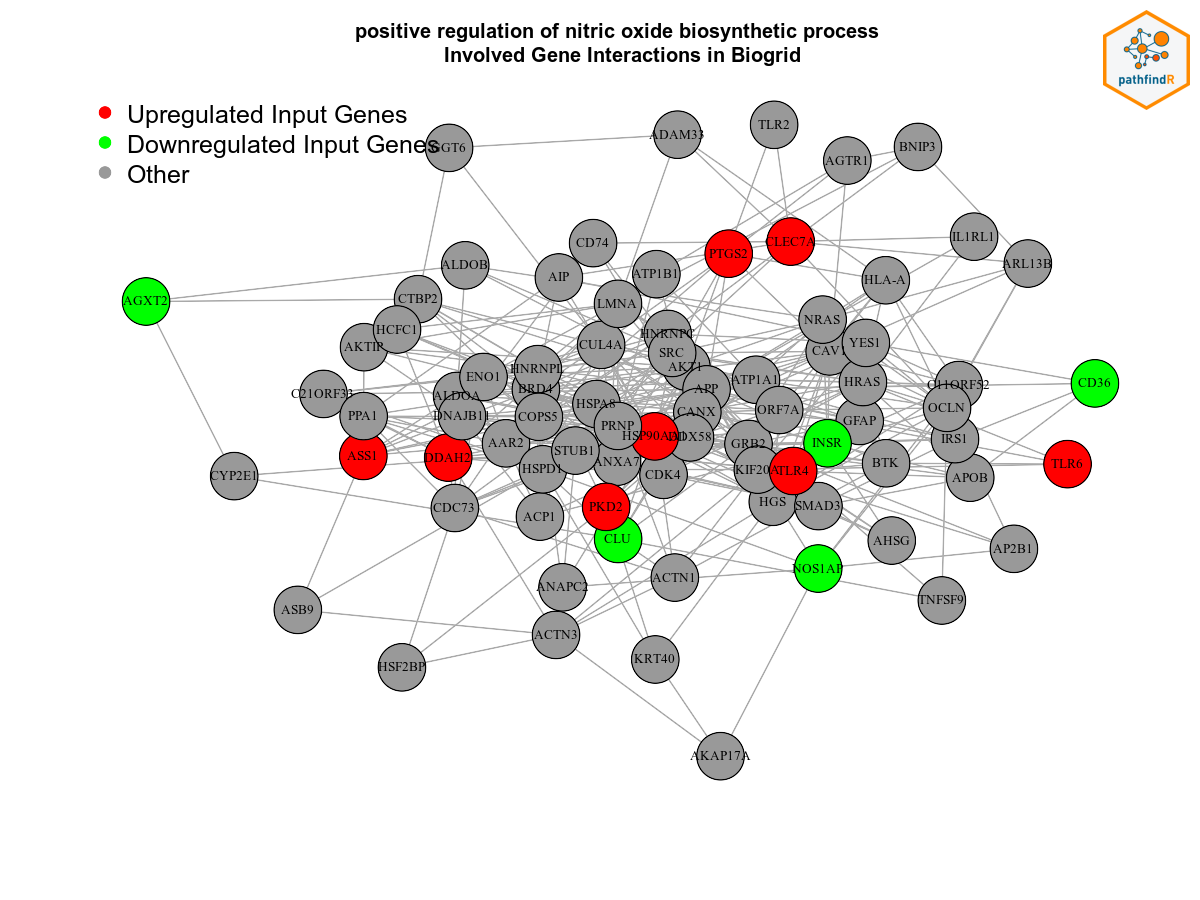 positive regulation of nitric oxide biosynthetic process
Involved Gene Interactions in Biogrid
pathfindR
Upregulated Input Genes
Downregulated Input Genes
Other
GGT6
ADAM33
TLR2
AGTR1
BNIP3
CD74
PTGS2
CLEC7A
IL1RL1
ARL13B
ALDOB
AIP
ATP1B1
HLA-A
AGXT2
CTBP2
LMNA
HCFC1
NRAS
AKTIP
CUL4A
HNRNPC
SRC
CAV1
YES1
AKT1
ENO1
HNRNPL
BRD4
APP
ATP1A1
HRAS
C11ORF52
CD36
C21ORF33
ALDOA
PPA1
DNAJB11
COPS5
HSPA8
CANX
ORF7A
OCLN
GFAP
AAR2
PRNP
DDX58
GRB2
INSR
IRS1
ASS1
DDAH2
STUB1
ANXA7
CDK4
TLR4
BTK
TLR6
CYP2E1
HSPD1
APOB
CDC73
ACP1
PKD2
HGS
SMAD3
CLU
AHSG
AP2B1
NOS1AP
ANAPC2
ACTN1
TNFSF9
ASB9
ACTN3
HSF2BP
KRT40
AKAP17A